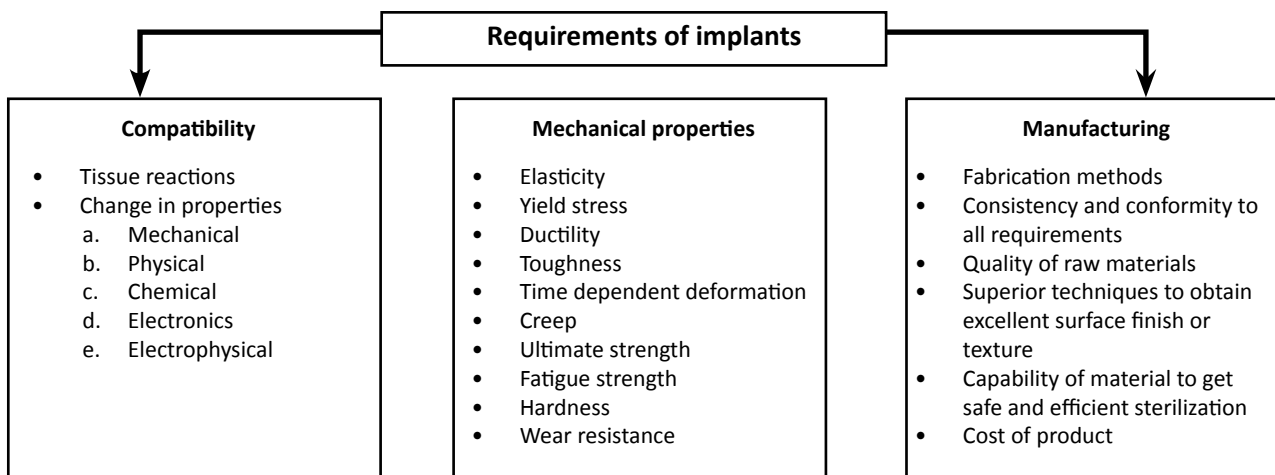 Requirements of implants
Compatibility
• Tissue reactions
• Change in properties
a. Mechanical
b. Physical
c. Chemical
d. Electronics
e. Electrophysical
Mechanical properties
• Elasticity
• Yield stress
• Ductility
• Toughness
• Time dependent deformation
• Creep
• Ultimate strength
• Fatigue strength
• Hardness
• Wear resistance
Manufacturing
• Fabrication methods
• Consistency and conformity to
all requirements
• Quality of raw materials
• Superior techniques to obtain
excellent surface finish or
texture
• Capability of material to get
safe and efficient sterilization
• Cost of product